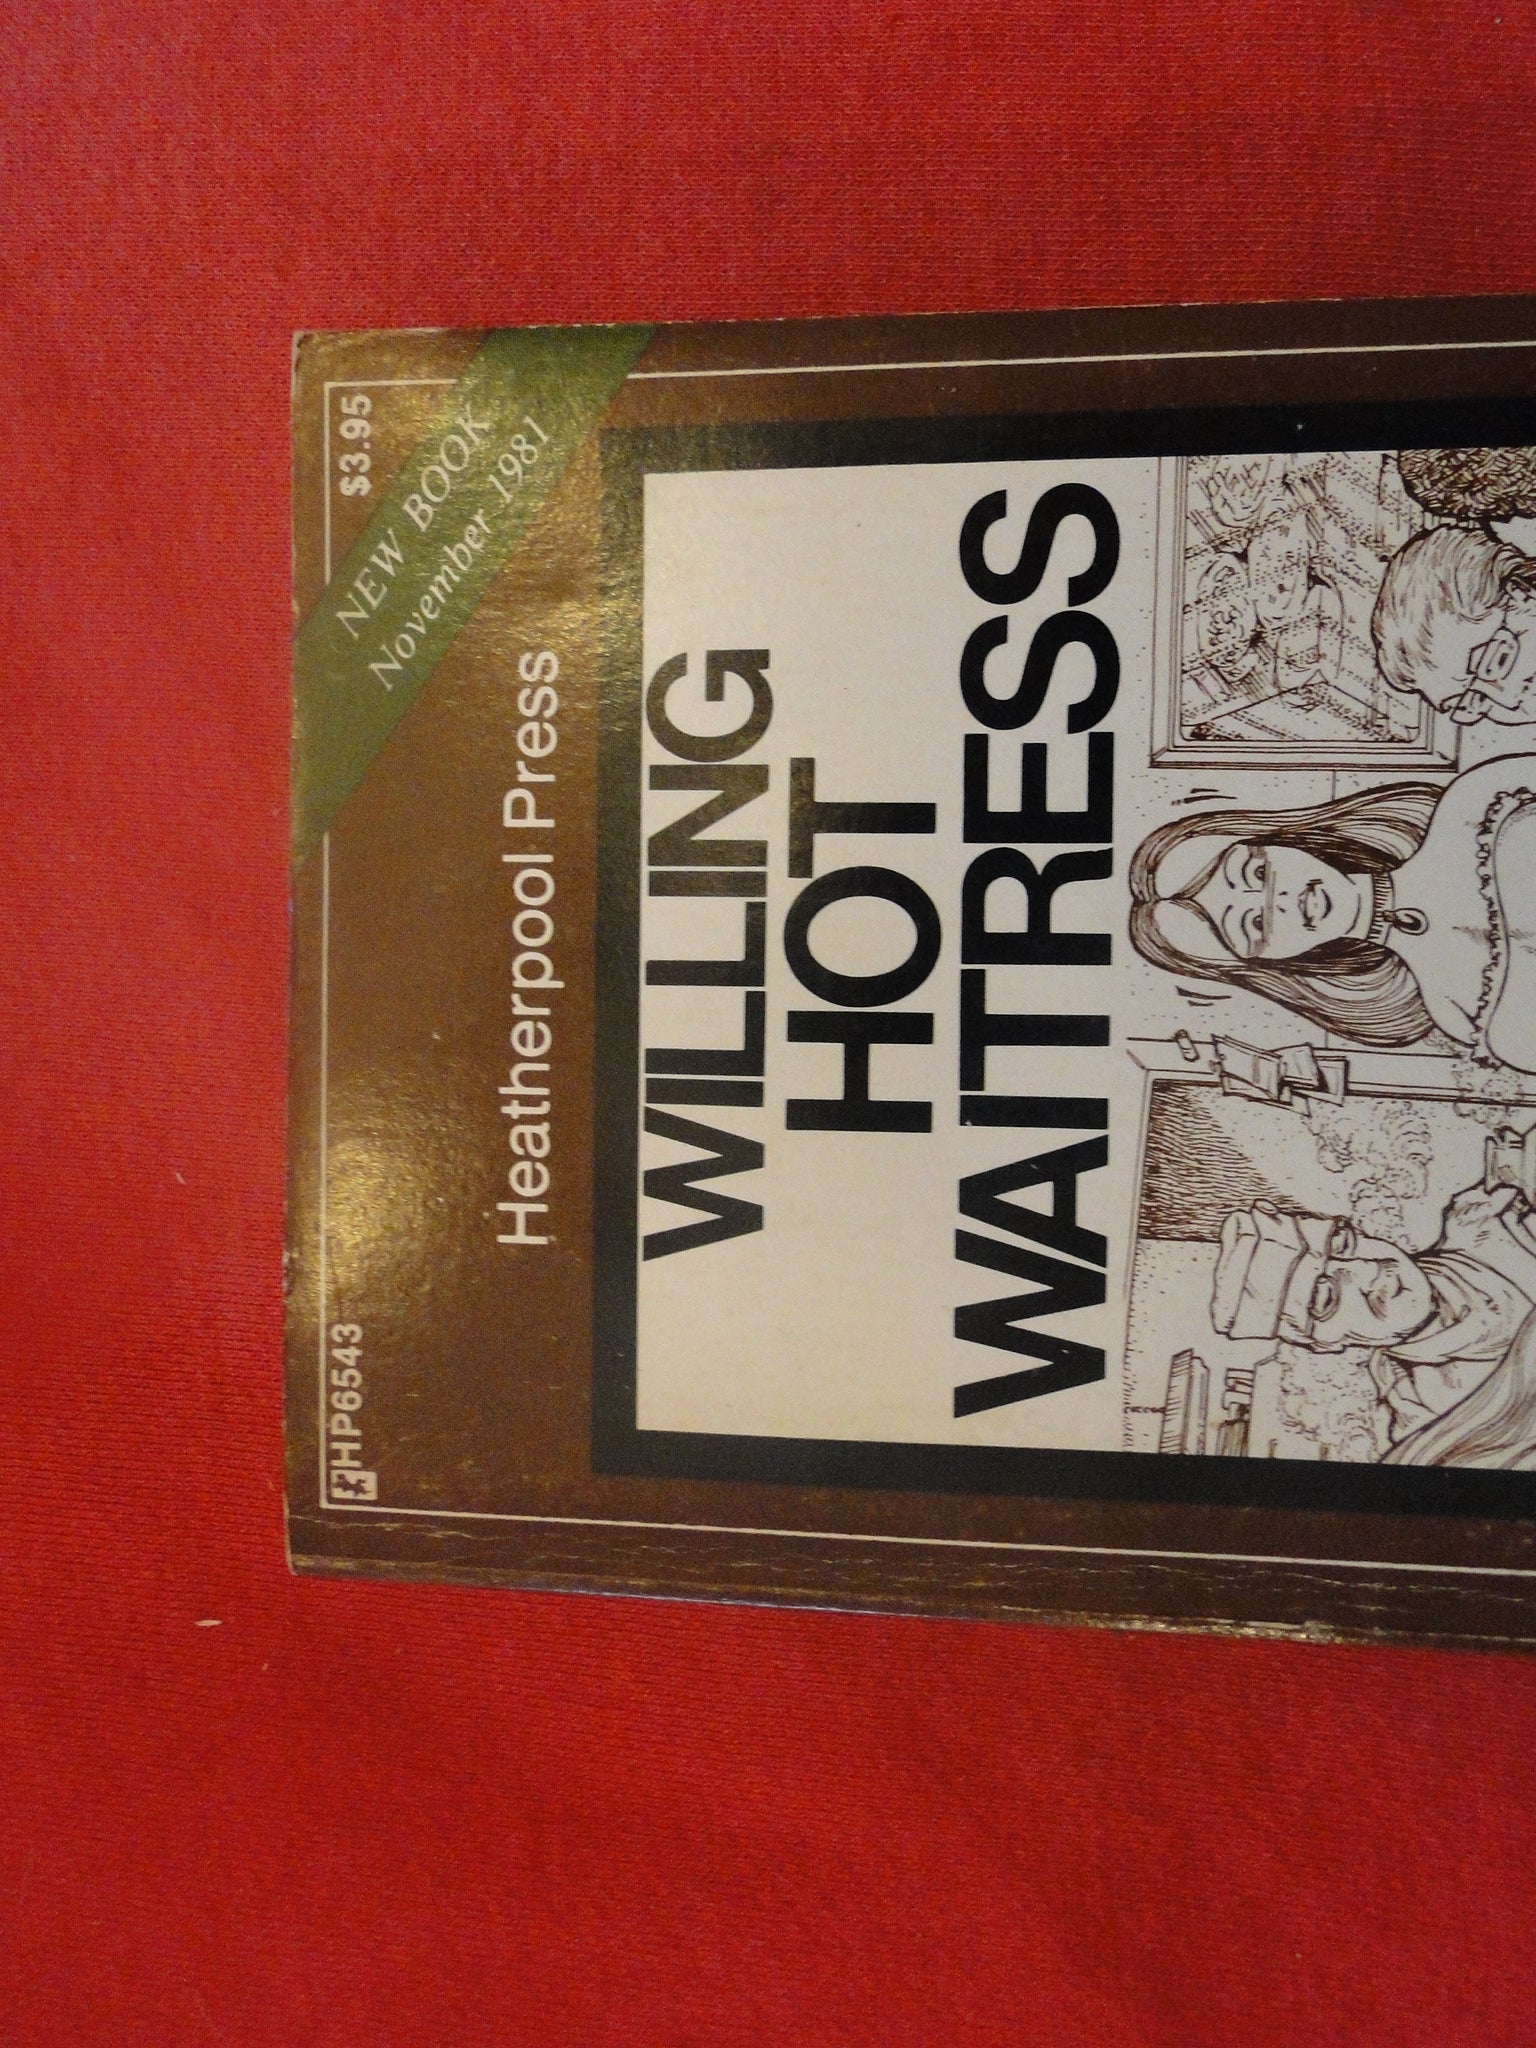 HP6543
$3.95
NEW BOOK
November 1981
Heatherpool Press
WILLING
HOT
WAITRESS